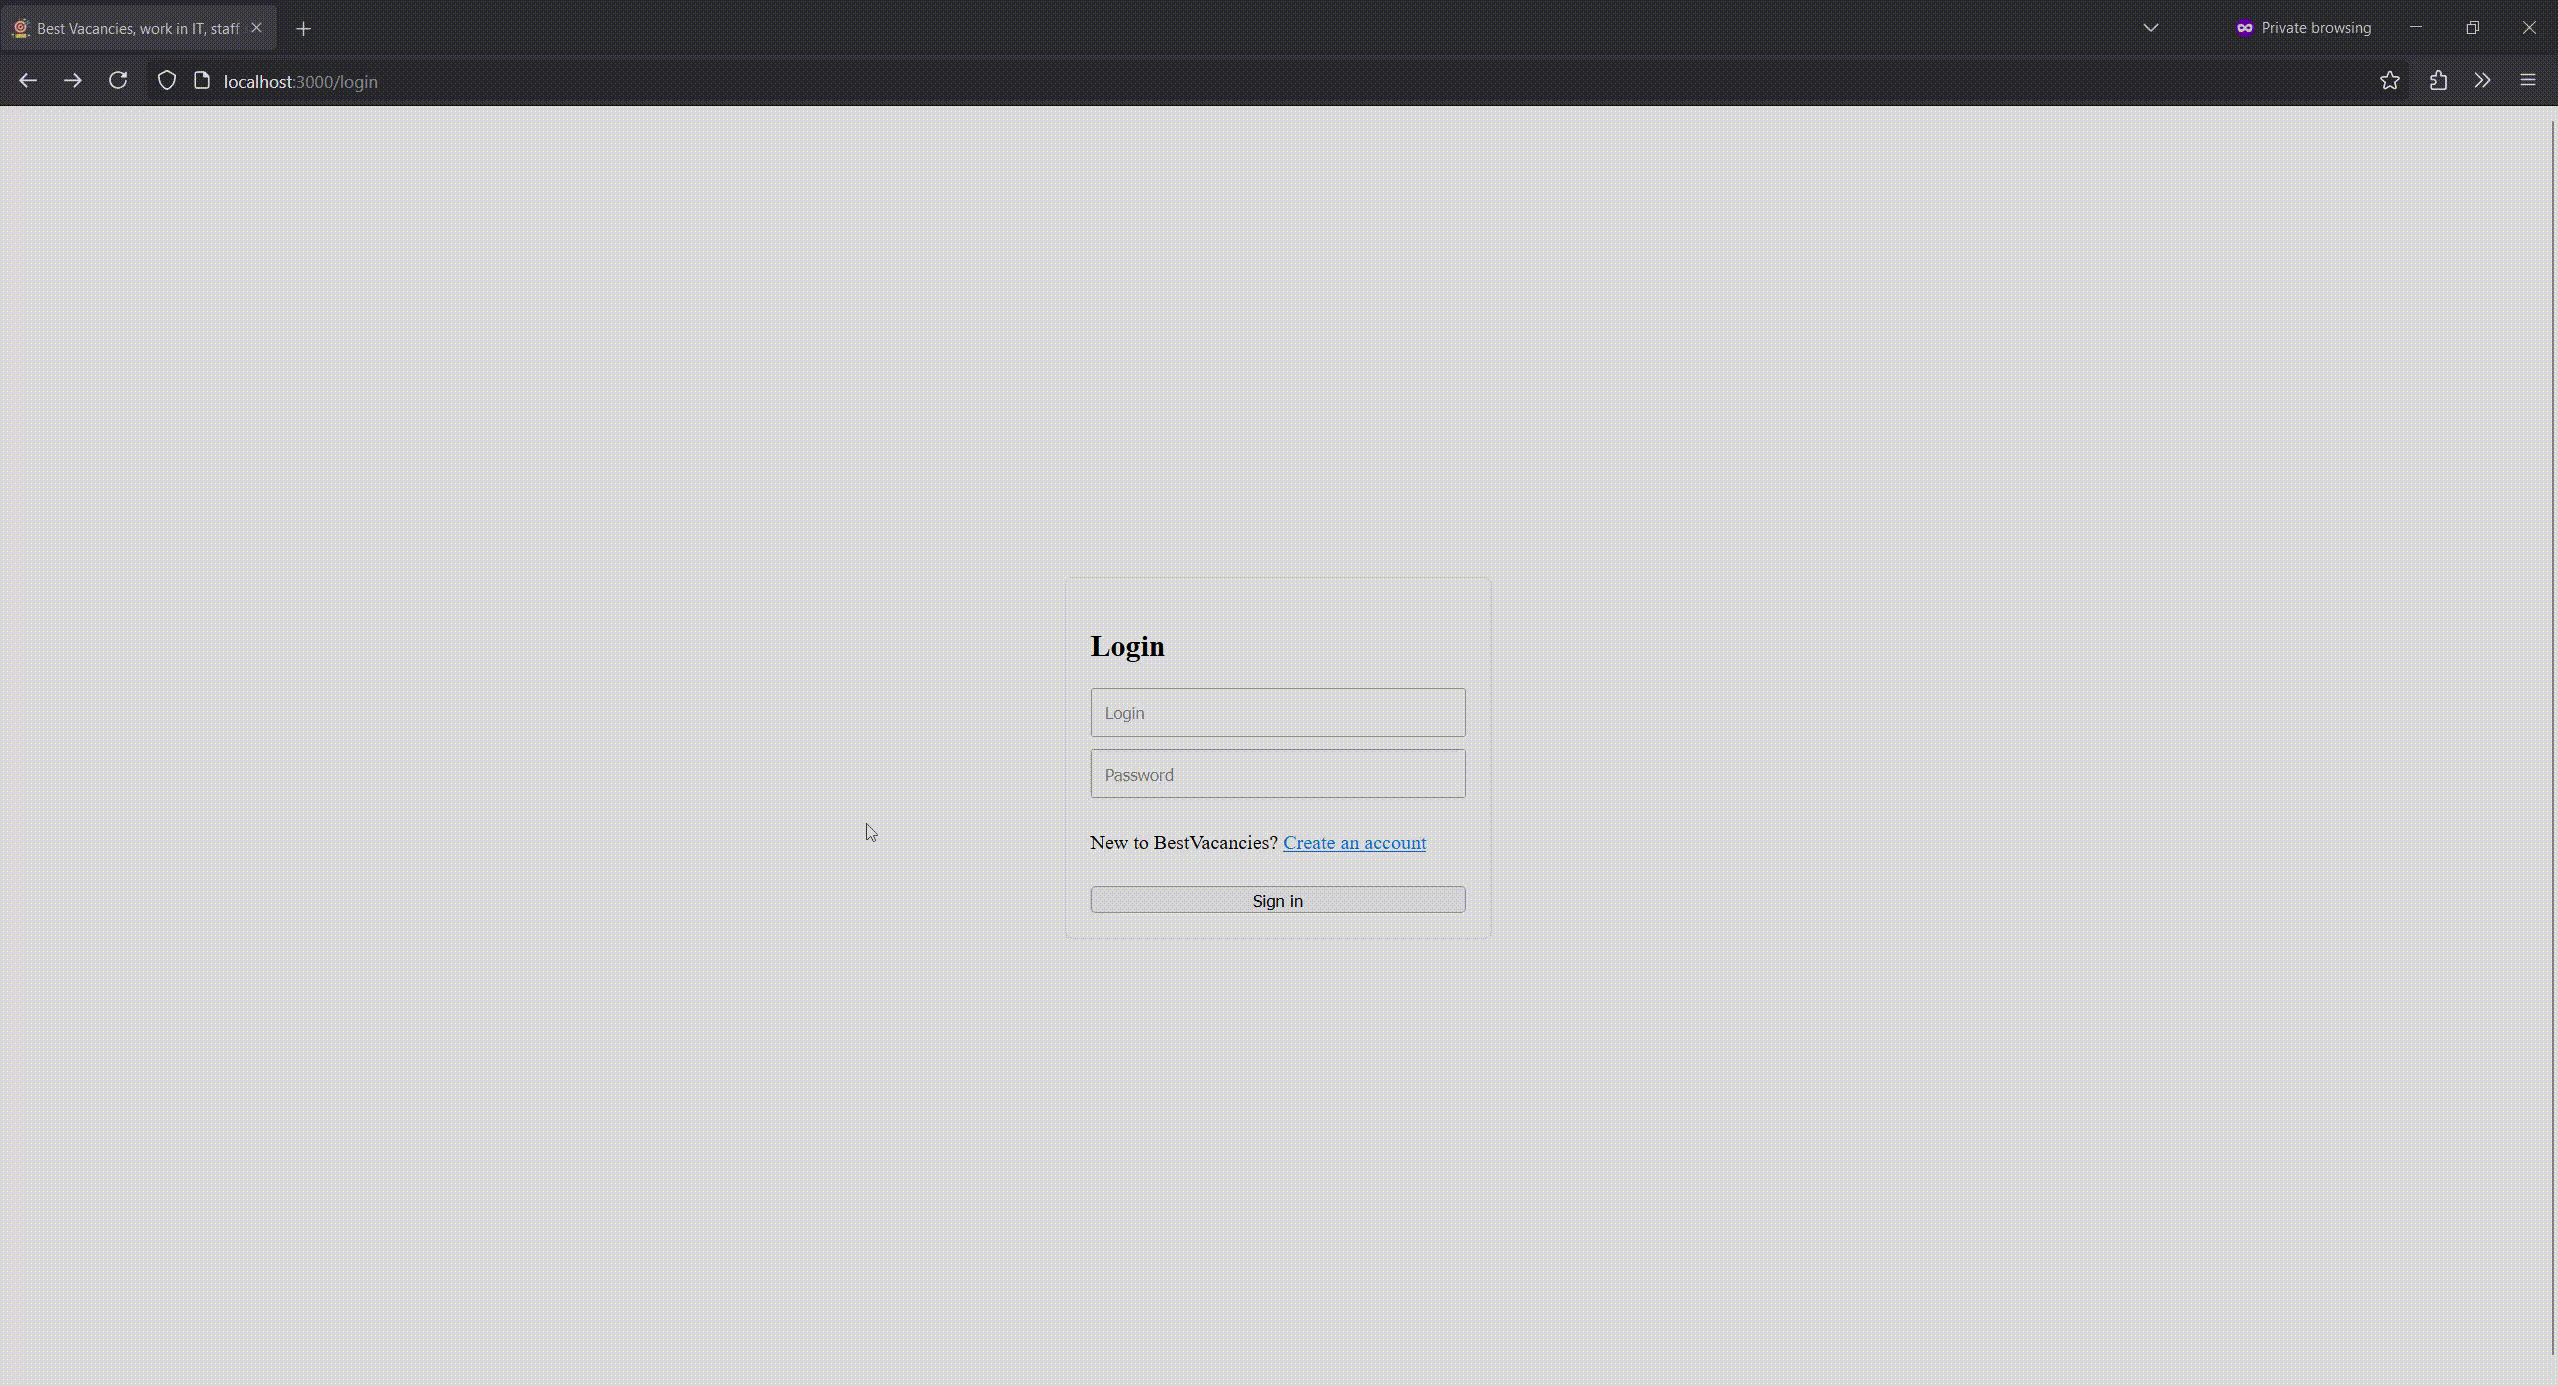 Best Vacancies, work in IT, staff
Private browsing
localhost:3000/login
Login
Login
Password
New to BestVacancies? Create an account
Sign in